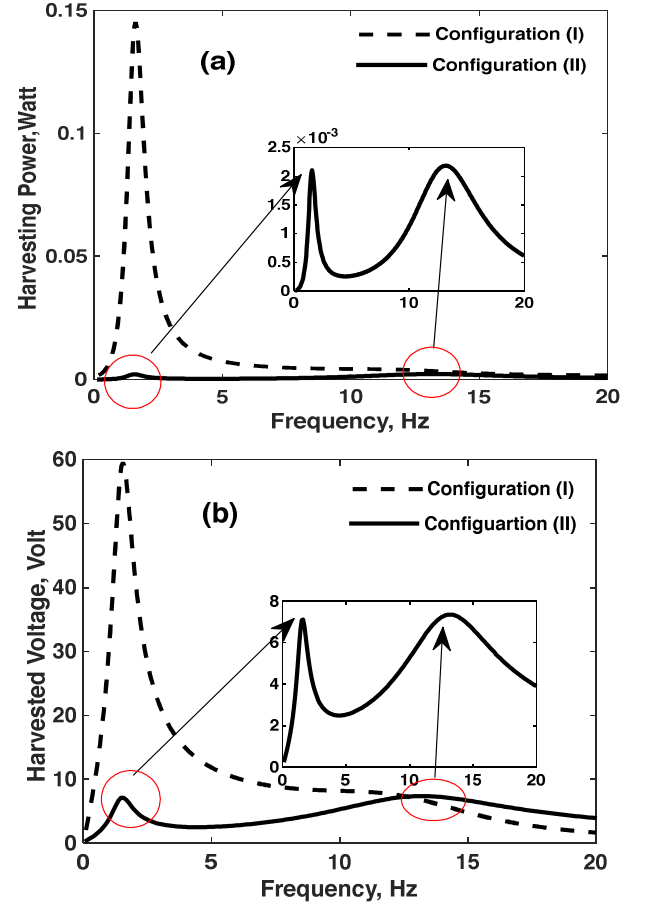 0.15
(a)
Configuration (I)
Configuration (II)
Harvesting Power,Watt
0.1
0.05
0
×10⁻³
2.5
2
1.5
1
0.5
0
0 10 20
0 5 10 15 20
Frequency, Hz
60
(b)
Configuration (I)
Configuartion (II)
Harvested Voltage, Volt
50
40
30
20
10
0
8
6
4
2
0
0 5 10 15 20
0 5 10 15 20
Frequency, Hz